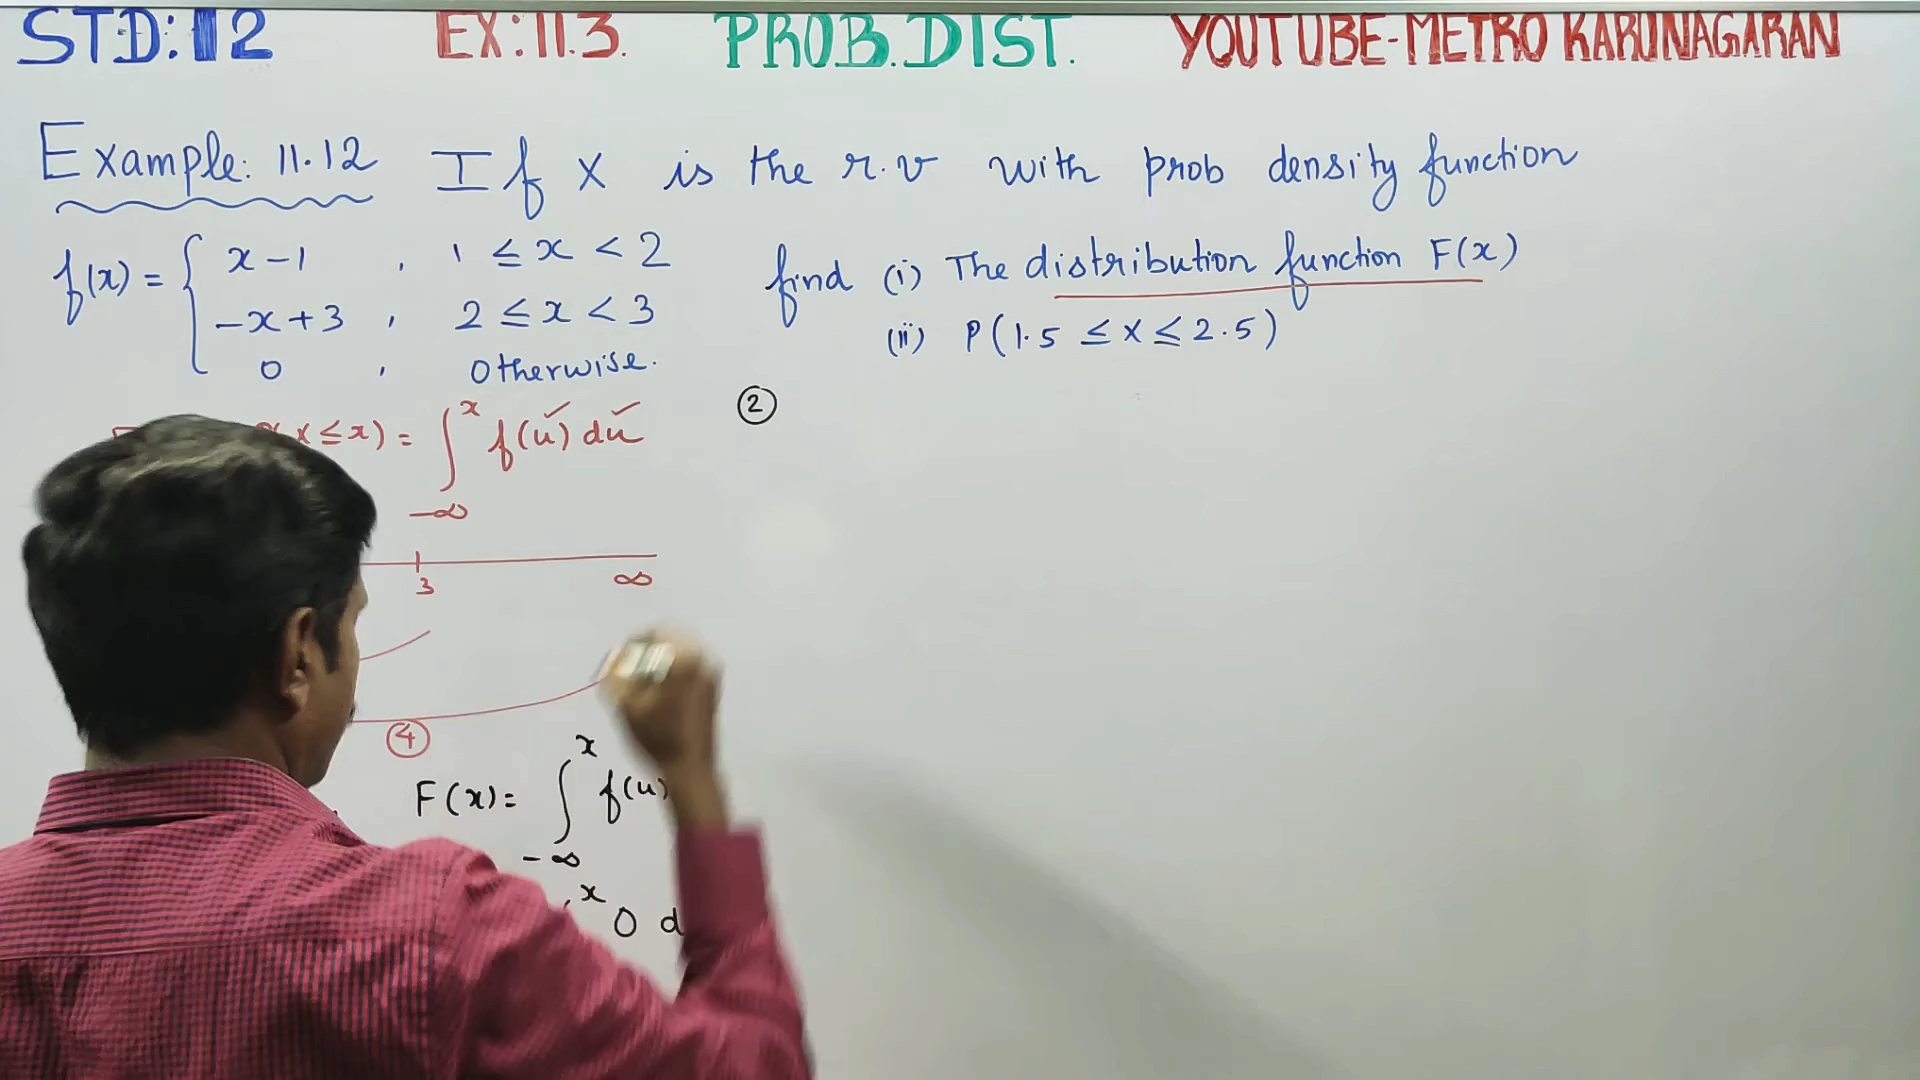 STD: 12 EX: 11.3. PROB. DIST. YOUTUBE-METRO KARUNAGARAN
Example: 11.12 If X is the r.v with prob density function
f(x) = { x-1 , 1 ≤ x < 2
-x+3 , 2 ≤ x < 3
0 , Otherwise.
find (i) The distribution function F(x)
(ii) P(1.5 ≤ X ≤ 2.5)
x ≤ x) = ∫_{-∞}^{x} f(u) du
3 ∞
④
F(x) = ∫_{-∞}^{x} f(u)
x 0 d
②